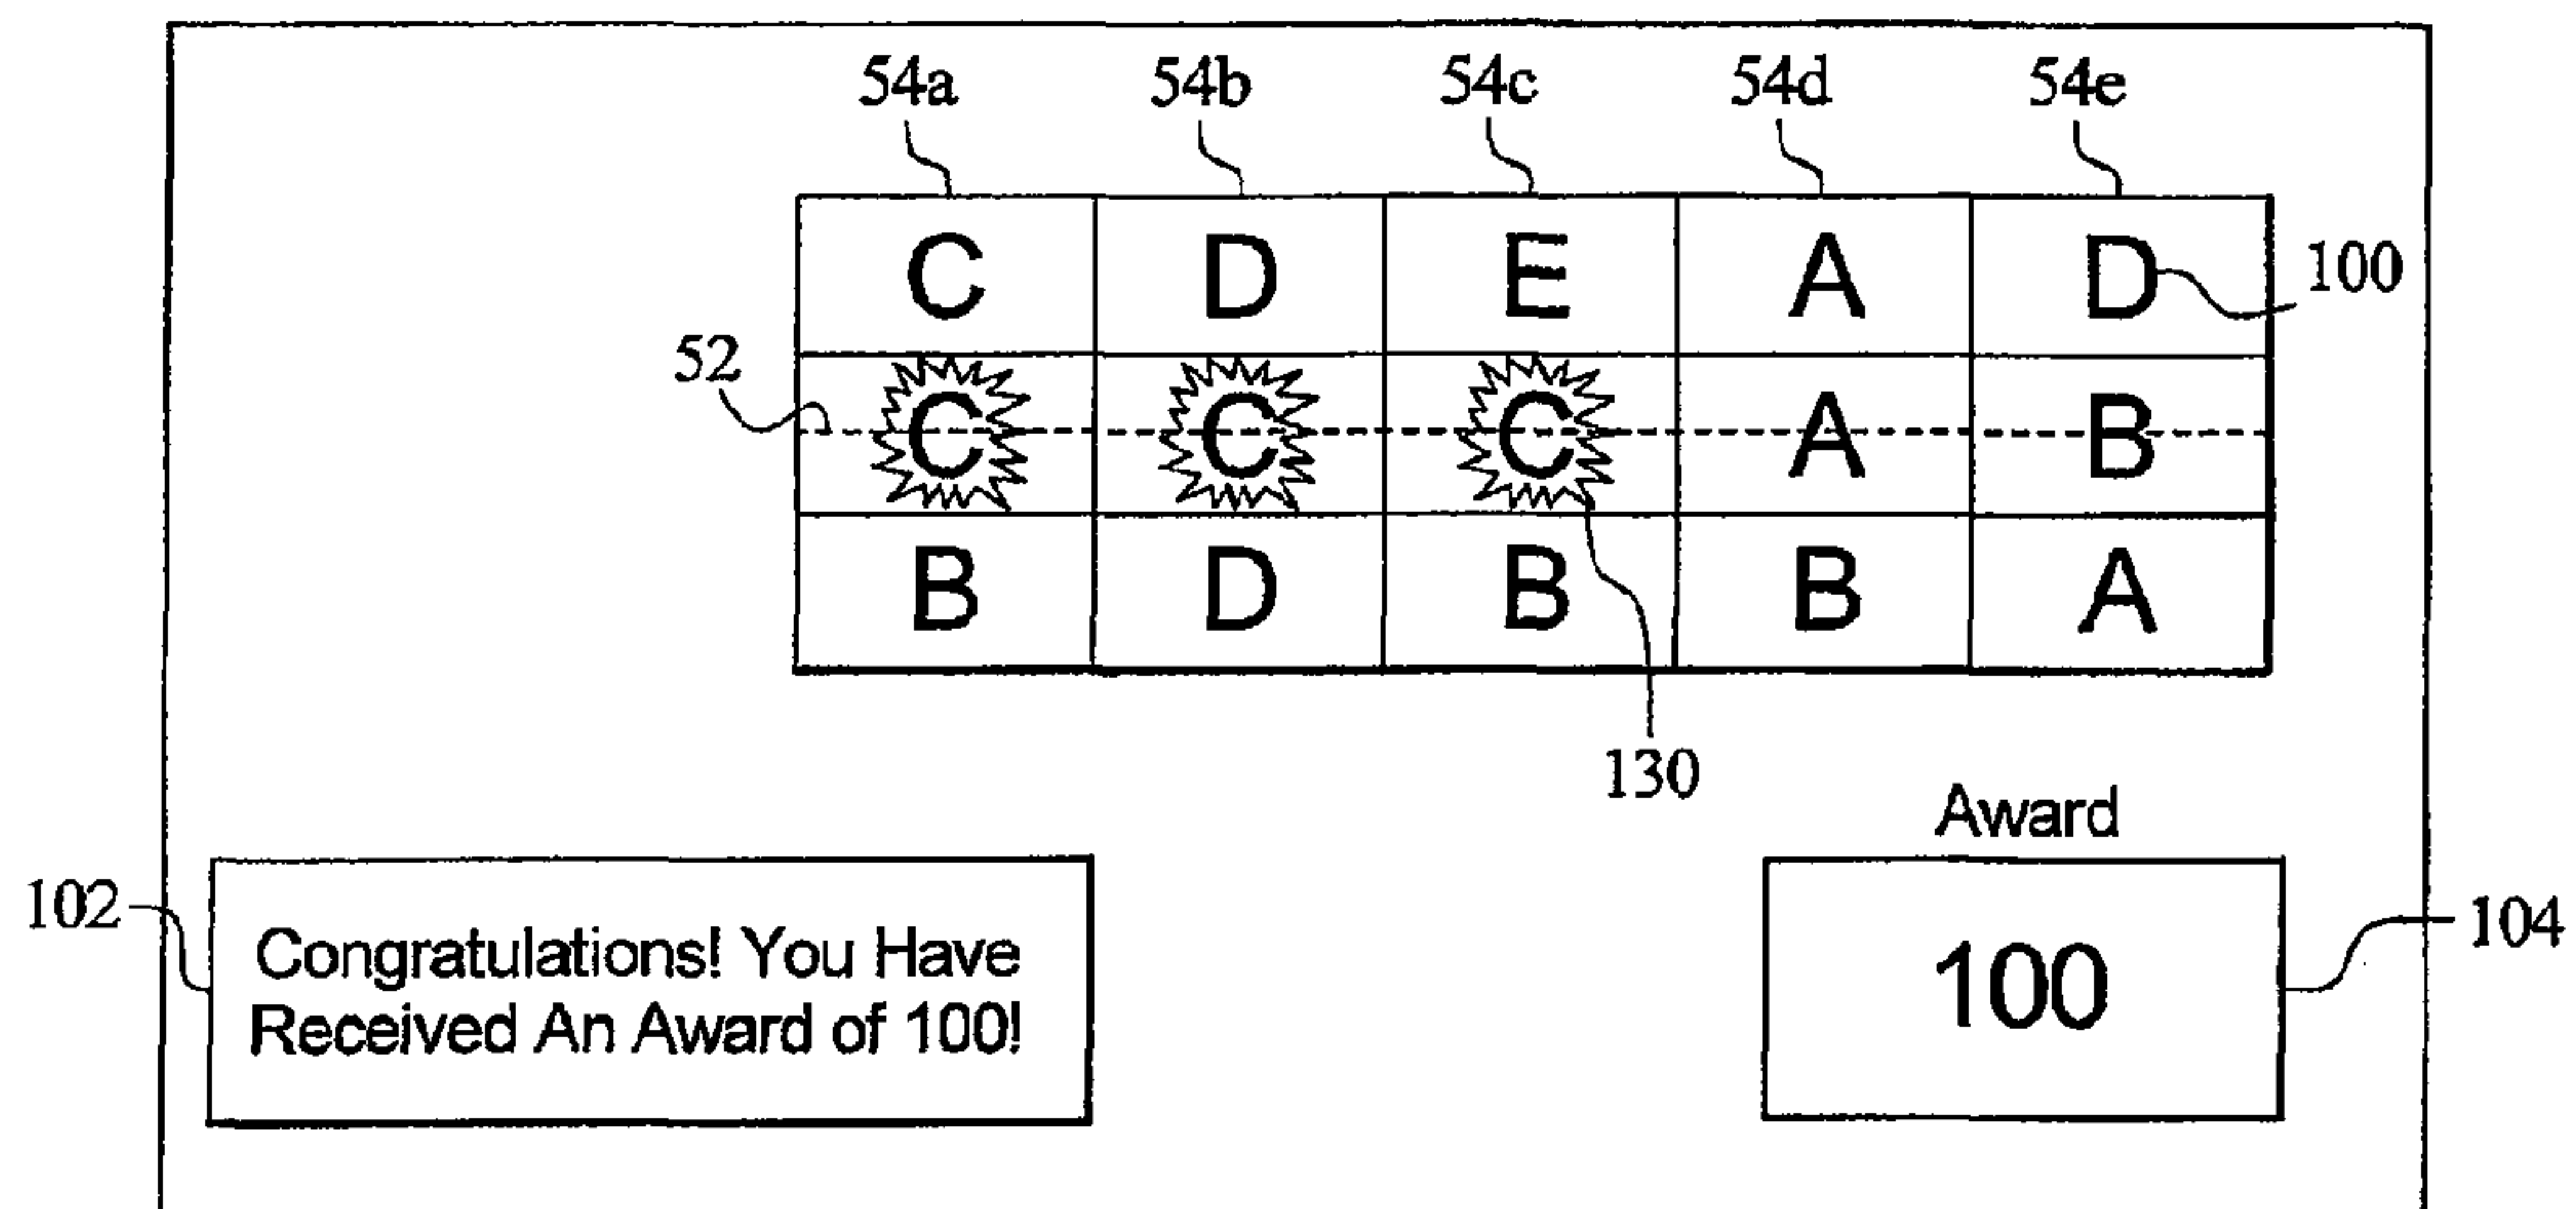 54a 54b 54c 54d 54e
C D E A D 100
52
C C C A B
B D B B A
130
Award
102
Congratulations! You Have
Received An Award of 100!
100
104